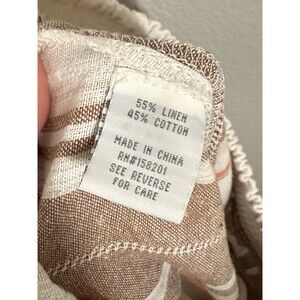 55% LINEN
45% COTTON
MADE IN CHINA
RN#158201
SEE REVERSE
FOR CARE